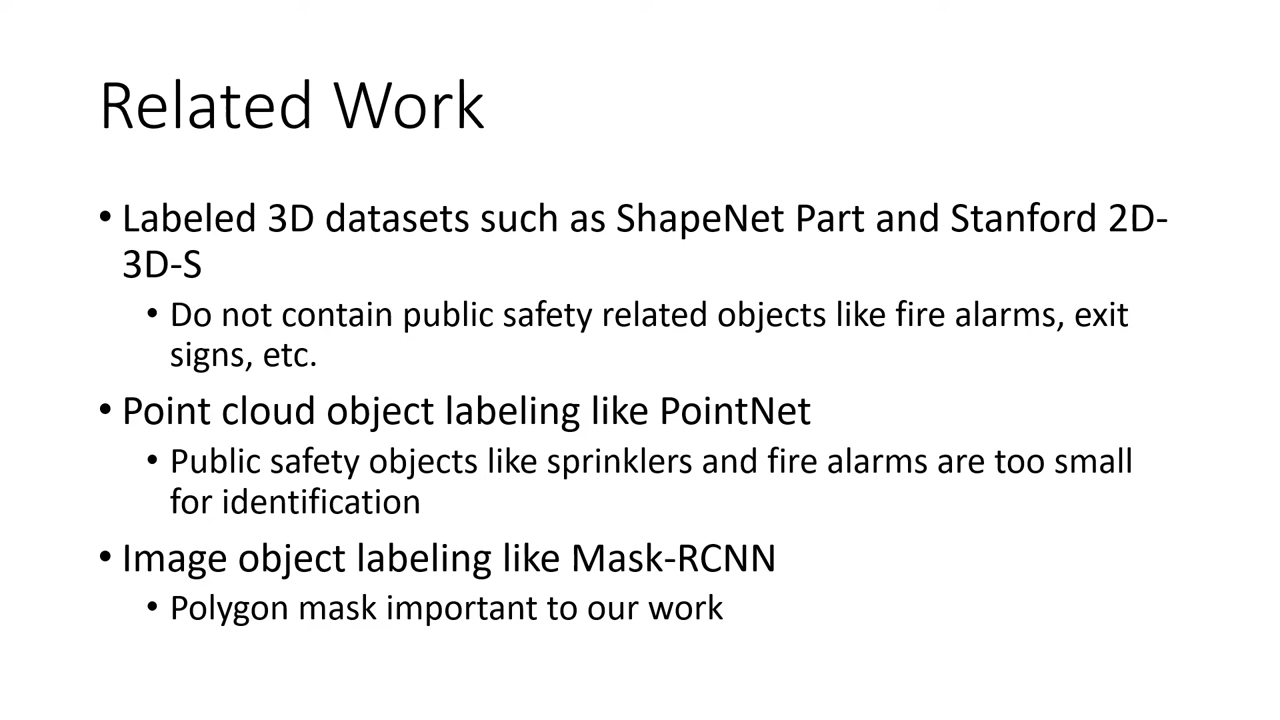 Related Work
• Labeled 3D datasets such as ShapeNet Part and Stanford 2D-
3D-S
• Do not contain public safety related objects like fire alarms, exit
signs, etc.
• Point cloud object labeling like PointNet
• Public safety objects like sprinklers and fire alarms are too small
for identification
• Image object labeling like Mask-RCNN
• Polygon mask important to our work